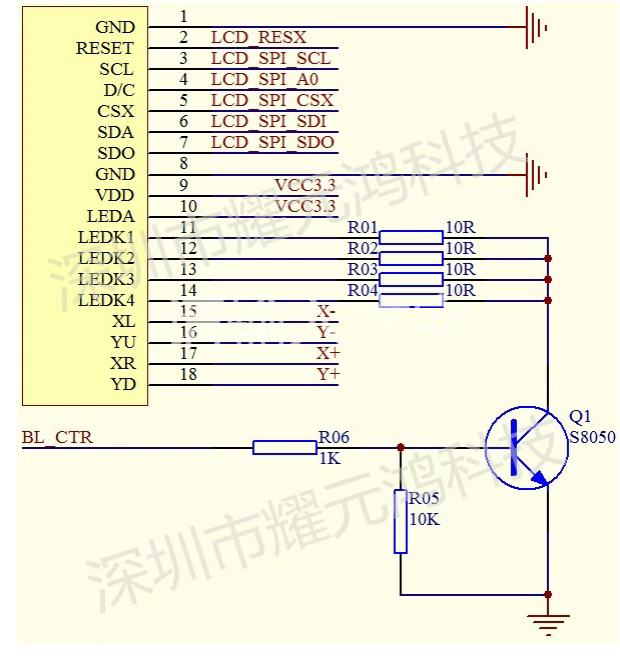 GND 1
RESET 2 LCD_RESX
SCL 3 LCD_SPI_SCL
D/C 4 LCD_SPI_A0
CSX 5 LCD_SPI_CSX
SDA 6 LCD_SPI_SDI
SDO 7 LCD_SPI_SDO
GND 8
VDD 9 VCC3.3
LEDA 10 VCC3.3
LEDK1 11 R01 10R
LEDK2 12 R02 10R
LEDK3 13 R03 10R
LEDK4 14 R04 10R
XL 15 X-
YU 16 Y-
XR 17 X+
YD 18 Y+
Q1
S8050
BL_CTR R06
1K
R05
10K
深圳市耀元鸿科技
深圳市耀元鸿科技